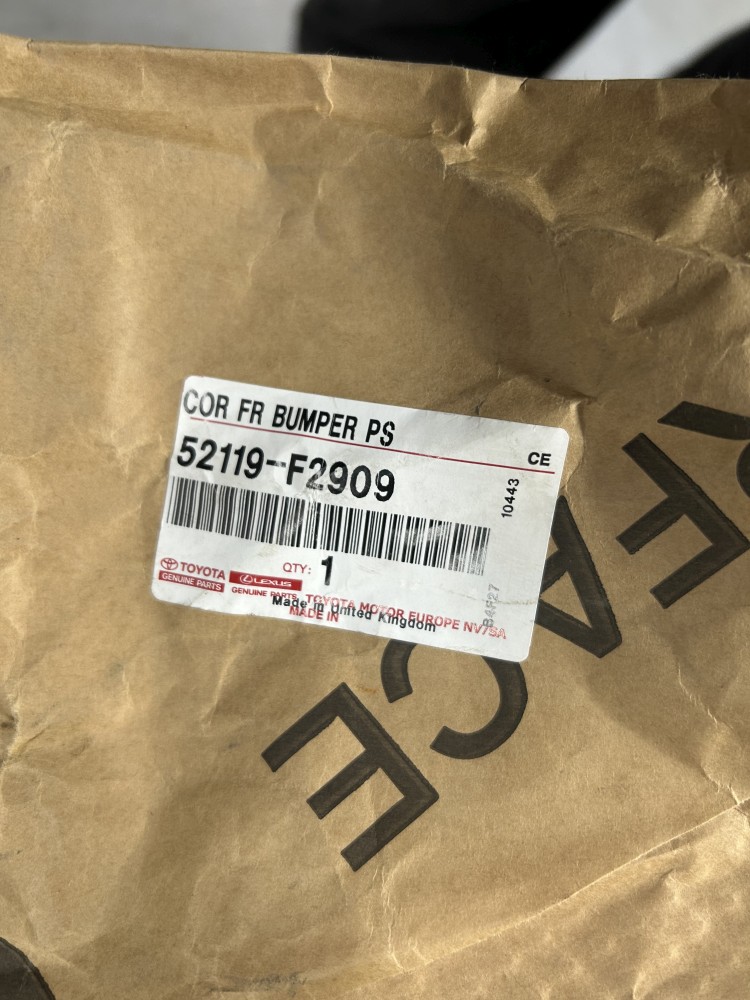 COR FR BUMPER PS
CE
52119-F2909
10443
TOYOTA
GENUINE PARTS
LEXUS
GENUINE PARTS
QTY: 1
TOYOTA MOTOR EUROPE NV/SA
MADE IN
Made in United Kingdom
ACE